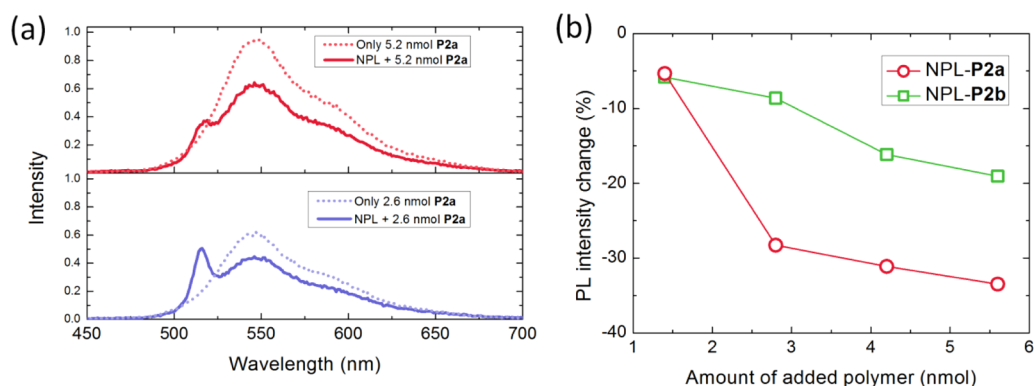 (a)
1.0
0.8
0.6
0.4
0.2
Only 5.2 nmol P2a
NPL + 5.2 nmol P2a
1.0
0.8
0.6
0.4
0.2
0.0
Only 2.6 nmol P2a
NPL + 2.6 nmol P2a
450 500 550 600 650 700
Wavelength (nm)
Intensity
(b)
0
-10
-20
-30
-40
NPL-P2a
NPL-P2b
1 2 3 4 5 6
Amount of added polymer (nmol)
PL intensity change (%)